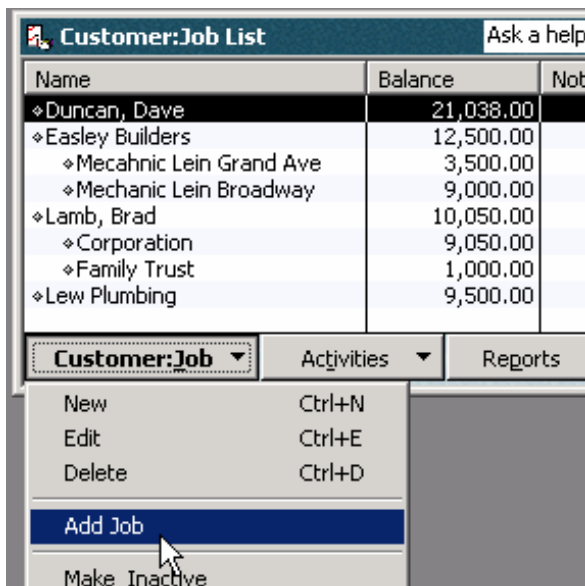 Customer:Job List Ask a help
Name Balance Not
Duncan, Dave 21,038.00
Easley Builders 12,500.00
Mecahnic Lein Grand Ave 3,500.00
Mechanic Lein Broadway 9,000.00
Lamb, Brad 10,050.00
Corporation 9,050.00
Family Trust 1,000.00
Lew Plumbing 9,500.00
Customer:Job Activities Reports
New Ctrl+N
Edit Ctrl+E
Delete Ctrl+D
Add Job
Make Inactive